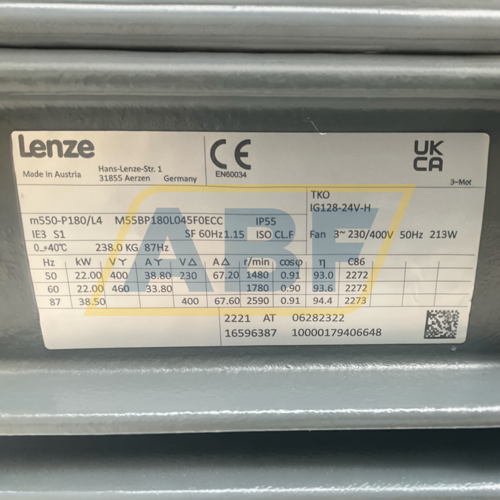 Lenze
Made in Austria
Hans-Lenze-Str. 1
31855 Aerzen Germany
CE
EN60034
UK
CA
3~Mot
m550-P180/L4 M55BP180L045F0ECC IP55
IE3 S1 SF 60Hz 1.15 ISO CL.F
0...+40°C 238.0 KG 87Hz
TKO
IG128-24V-H
Fan 3~ 230/400V 50Hz 213W
Hz kW V Y A Y V Δ A Δ r/min cosφ η C86
50 22.00 400 38.80 230 67.20 1480 0.91 93.0 2272
60 22.00 460 33.80 1780 0.90 93.6 2272
87 38.50 400 67.60 2590 0.91 94.4 2273
2221 AT 06282322
16596387 10000179406648
ABF